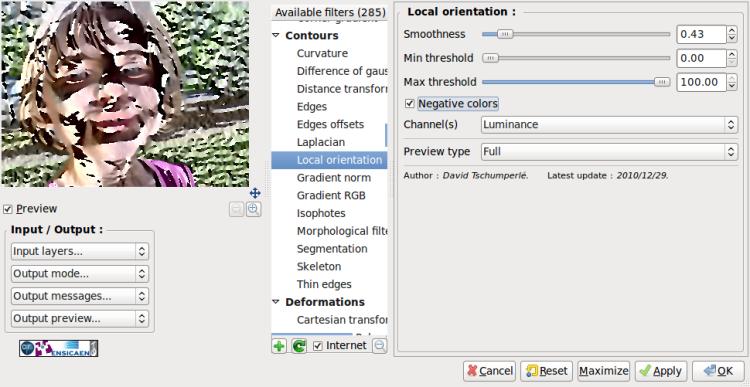 Available filters (285)
Contours
Curvature
Difference of gaus
Distance transforr
Edges
Edges offsets
Laplacian
Local orientation
Gradient norm
Gradient RGB
Isophotes
Morphological filte
Segmentation
Skeleton
Thin edges
Deformations
Cartesian transfor
Internet
Preview
Input / Output :
Input layers...
Output mode...
Output messages...
Output preview...
ENSICAEN
Local orientation :
Smoothness 0.43
Min threshold 0.00
Max threshold 100.00
Negative colors
Channel(s) Luminance
Preview type Full
Author : David Tschumperlé. Latest update : 2010/12/29.
Cancel Reset Maximize Apply OK